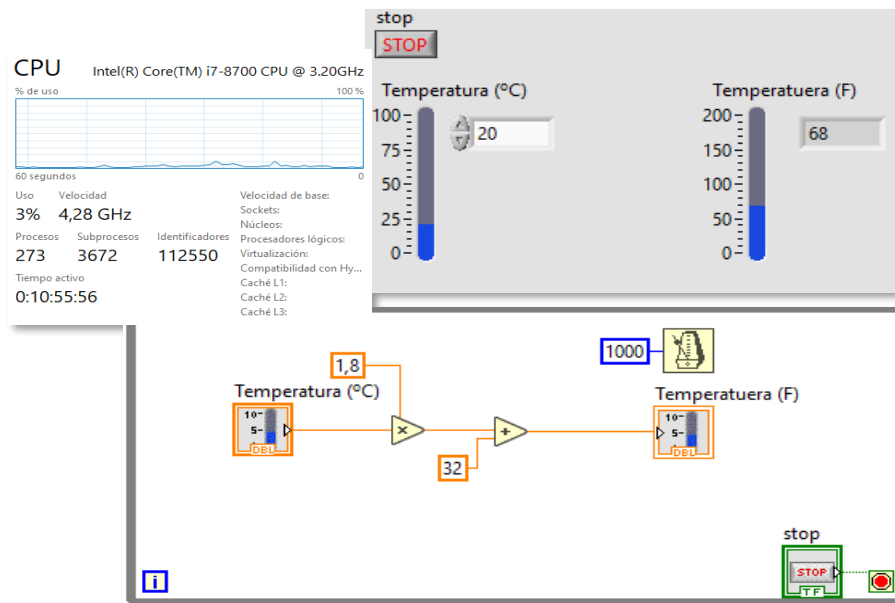 CPU Intel(R) Core(TM) i7-8700 CPU @ 3.20GHz
% de uso 100 %
60 segundos 0
Uso Velocidad
3% 4,28 GHz
Procesos Subprocesos Identificadores
273 3672 112550
Tiempo activo
0:10:55:56
Velocidad de base:
Sockets:
Núcleos:
Procesadores lógicos:
Virtualización:
Compatibilidad con Hy...
Caché L1:
Caché L2:
Caché L3:
stop
STOP
Temperatura (ºC)
100
75
50
25
0
20
Temperatuera (F)
200
150
100
50
0
68
1,8
1000
Temperatura (ºC)
10
5
DBL
x
+
32
Temperatuera (F)
10
5
DBL
stop
STOP
TF
i